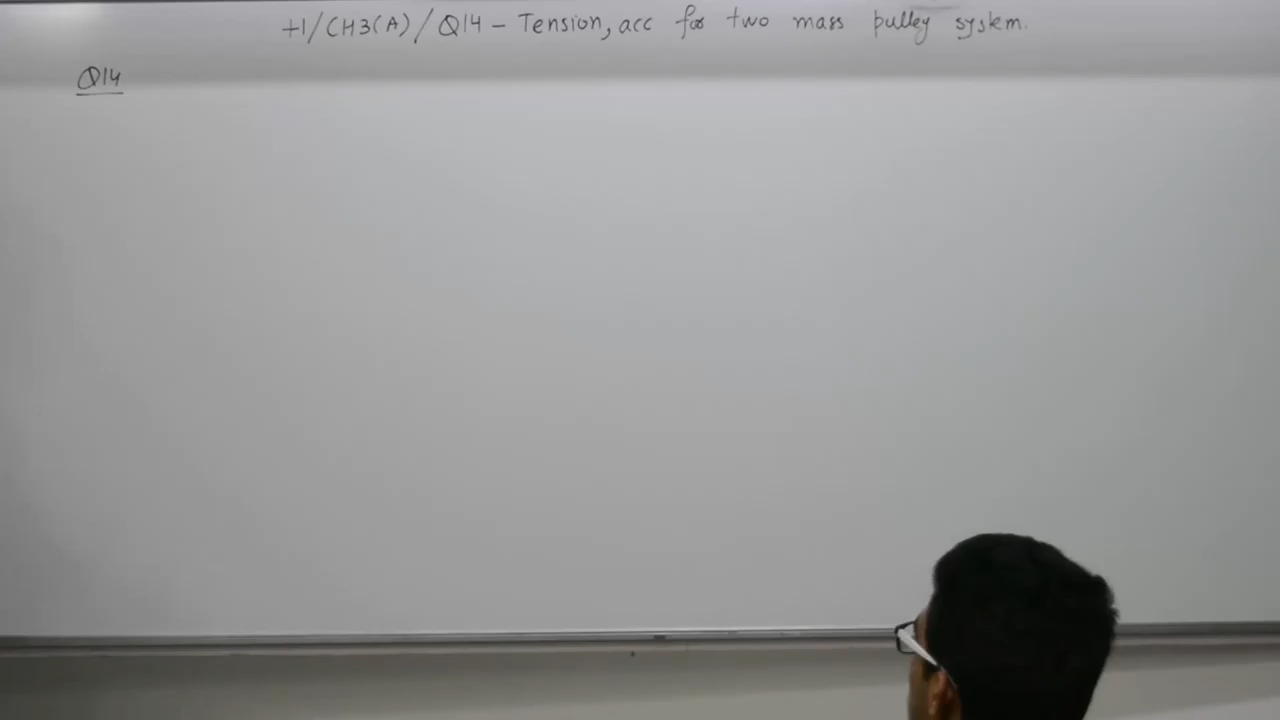 +1/CH3(A)/Q14 - Tension, acc for two mass pulley system.
Q14